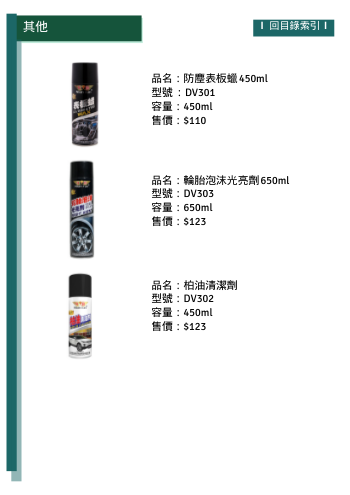 其他
I 回目錄索引 I
表板蠟
品名：防塵表板蠟450ml
型號：DV301
容量：450ml
售價：$110
品名：輪胎泡沫光亮劑650ml
型號：DV303
容量：650ml
售價：$123
品名：柏油清潔劑
型號：DV302
容量：450ml
售價：$123